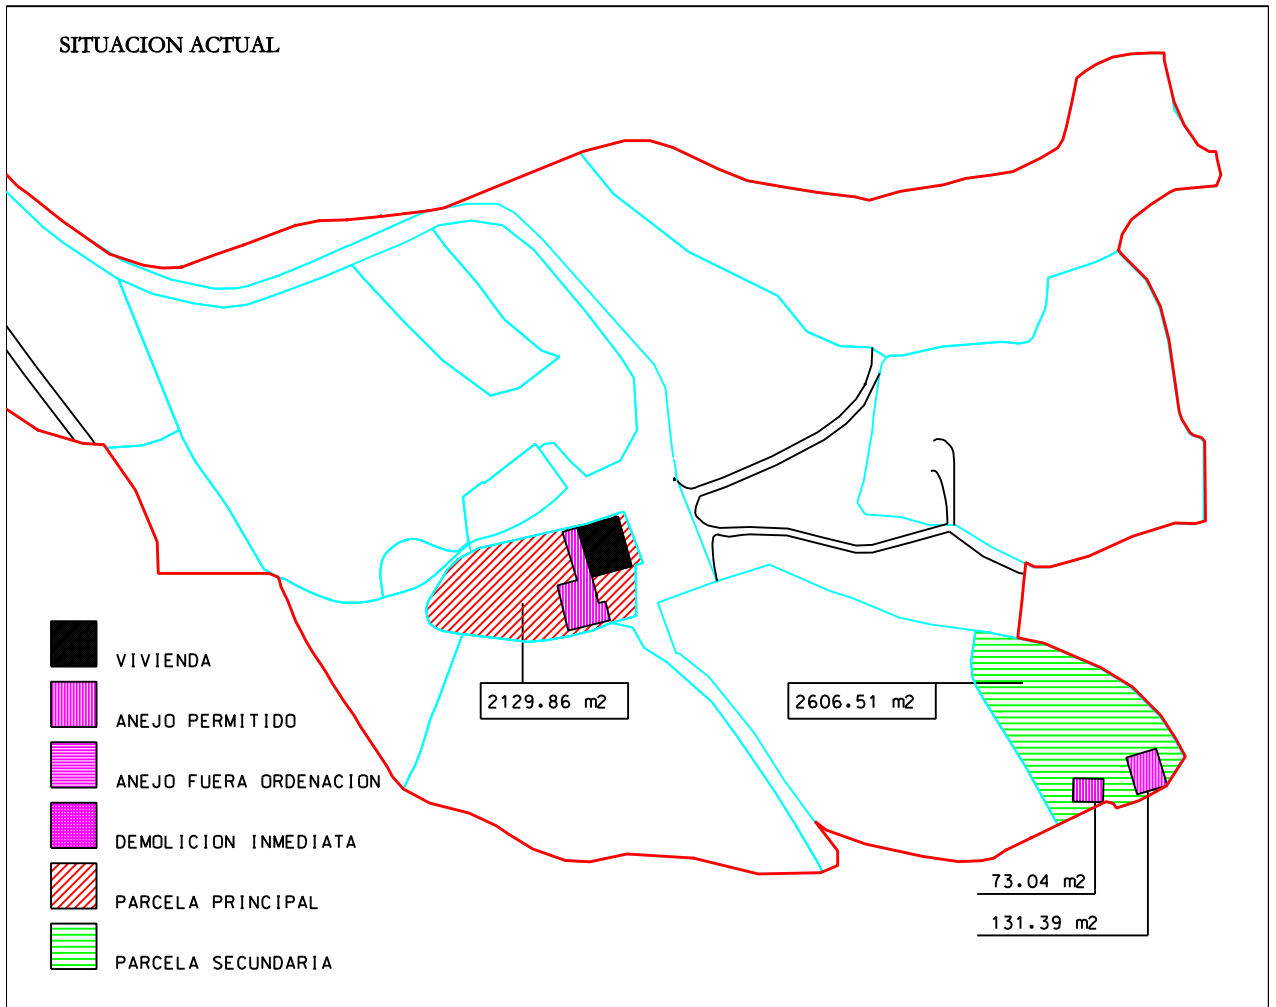 SITUACION ACTUAL
VIVIENDA
ANEJO PERMITIDO
ANEJO FUERA ORDENACION
DEMOLICION INMEDIATA
PARCELA PRINCIPAL
PARCELA SECUNDARIA
2129.86 m2
2606.51 m2
73.04 m2
131.39 m2